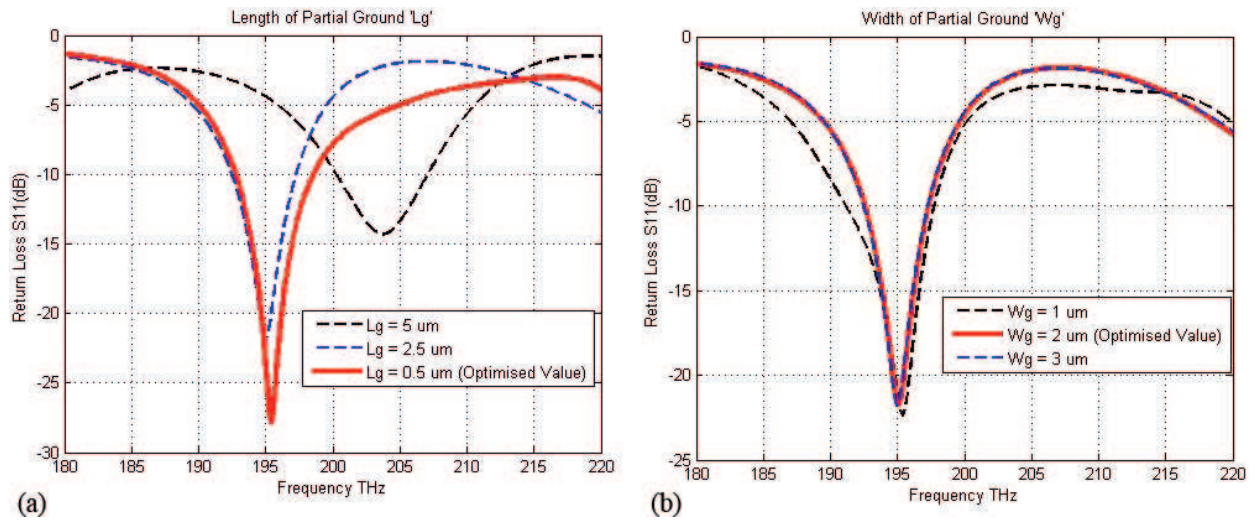 Length of Partial Ground 'Lg'
0
-5
-10
-15
-20
-25
-30
Return Loss S11(dB)
Lg = 5 um
Lg = 2.5 um
Lg = 0.5 um (Optimised Value)
180 185 190 195 200 205 210 215 220
Frequency THz
(a)
Width of Partial Ground 'Wg'
0
-5
-10
-15
-20
-25
Return Loss S11(dB)
Wg = 1 um
Wg = 2 um (Optimised Value)
Wg = 3 um
180 185 190 195 200 205 210 215 220
Frequency THz
(b)